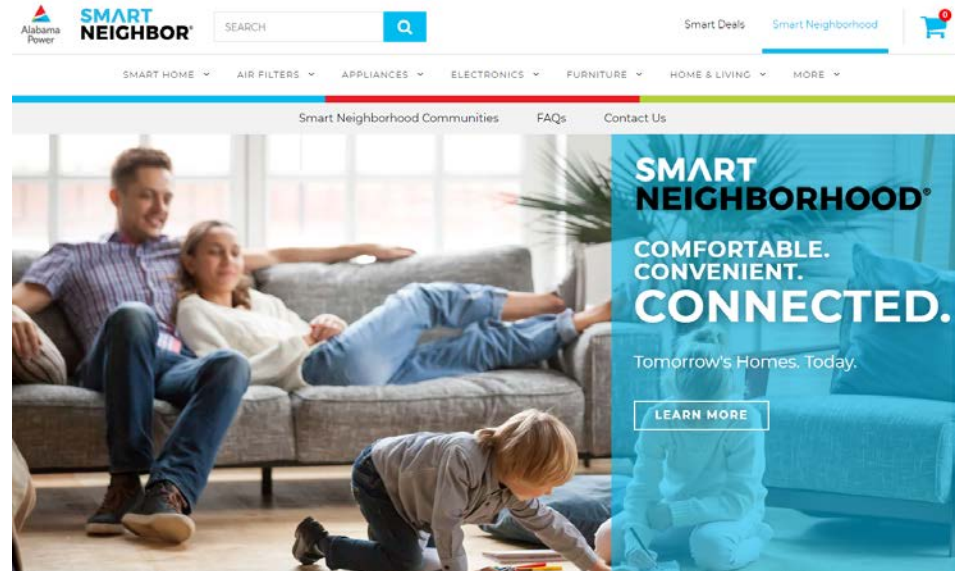 Alabama
Power
SMART
NEIGHBOR®
SEARCH
Smart Deals
Smart Neighborhood
0
SMART HOME
AIR FILTERS
APPLIANCES
ELECTRONICS
FURNITURE
HOME & LIVING
MORE
Smart Neighborhood Communities
FAQs
Contact Us
SMART
NEIGHBORHOOD®
COMFORTABLE.
CONVENIENT.
CONNECTED.
Tomorrow's Homes. Today.
LEARN MORE